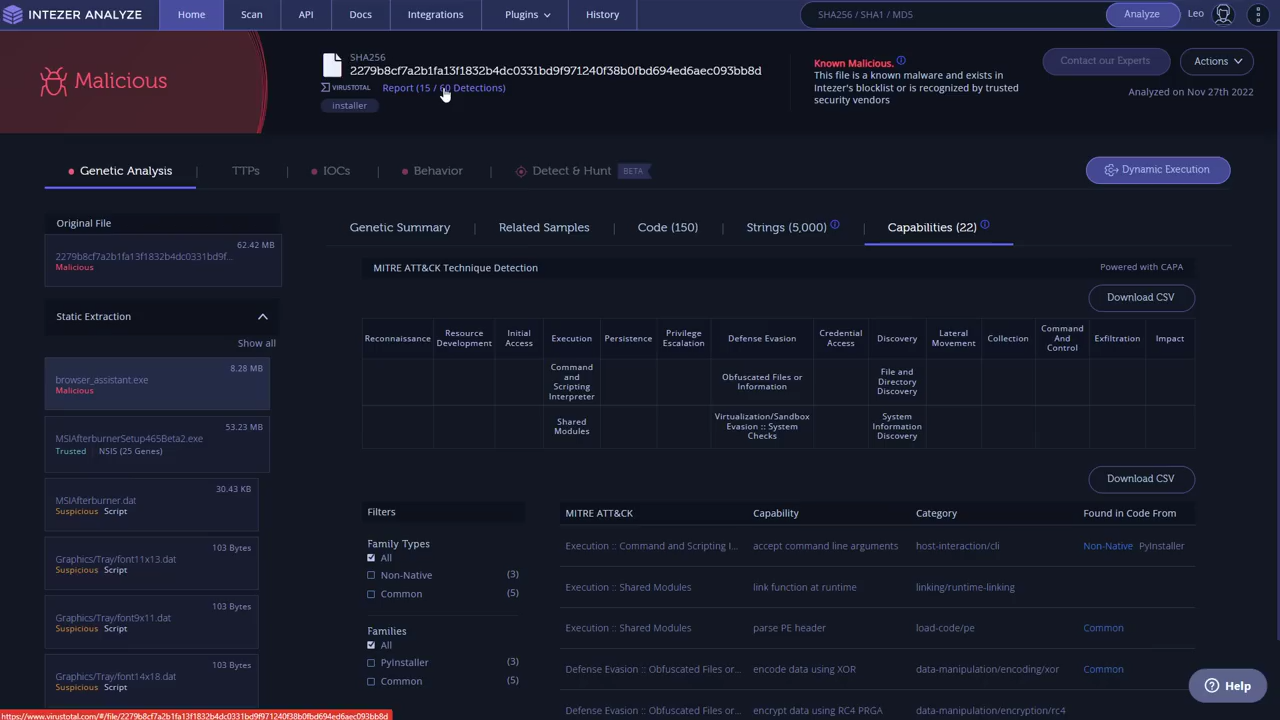 INTEZER ANALYZE
Home
Scan
API
Docs
Integrations
Plugins
History
SHA256 / SHA1 / MD5
Analyze
Leo
Malicious
SHA256
2279b8cf7a2b1fa13f1832b4dc0331bd9f971240f38b0fbd694ed6aec093bb8d
VIRUSTOTAL
Report (15 / 60 Detections)
installer
Known Malicious.
This file is a known malware and exists in
Intezer's blocklist or is recognized by trusted
security vendors
Contact our Experts
Actions
Analyzed on Nov 27th 2022
Genetic Analysis
TTPs
IOCs
Behavior
Detect & Hunt BETA
Dynamic Execution
Original File
62.42 MB
2279b8cf7a2b1fa13f1832b4dc0331bd9f...
Malicious
Static Extraction
Show all
8.28 MB
browser_assistant.exe
Malicious
53.23 MB
MSIAfterburnerSetup465Beta2.exe
Trusted NSIS (25 Genes)
30.43 KB
MSIAfterburner.dat
Suspicious Script
103 Bytes
Graphics/Tray/font11x13.dat
Suspicious Script
103 Bytes
Graphics/Tray/font9x11.dat
Suspicious Script
103 Bytes
Graphics/Tray/font14x18.dat
Suspicious Script
Genetic Summary
Related Samples
Code (150)
Strings (5,000)
Capabilities (22)
MITRE ATT&CK Technique Detection
Powered with CAPA
Download CSV
Reconnaissance
Resource
Development
Initial
Access
Execution
Persistence
Privilege
Escalation
Defense Evasion
Credential
Access
Discovery
Lateral
Movement
Collection
Command
And
Control
Exfiltration
Impact
Command
and
Scripting
Interpreter
Obfuscated Files or
Information
File and
Directory
Discovery
Shared
Modules
Virtualization/Sandbox
Evasion :: System
Checks
System
Information
Discovery
Download CSV
Filters
Family Types
All
Non-Native (3)
Common (5)
Families
All
PyInstaller (3)
Common (5)
MITRE ATT&CK
Capability
Category
Found in Code From
Execution :: Command and Scripting I... accept command line arguments host-interaction/cli Non-Native PyInstaller
Execution :: Shared Modules link function at runtime linking/runtime-linking
Execution :: Shared Modules parse PE header load-code/pe Common
Defense Evasion :: Obfuscated Files or... encode data using XOR data-manipulation/encoding/xor Common
Defense Evasion :: Obfuscated Files or... encrypt data using RC4 PRGA data-manipulation/encryption/rc4
Help
https://www.virustotal.com/#/file/2279b8cf7a2b1fa13f1832b4dc0331bd9f971240f38b0fbd694ed6aec093bb8d